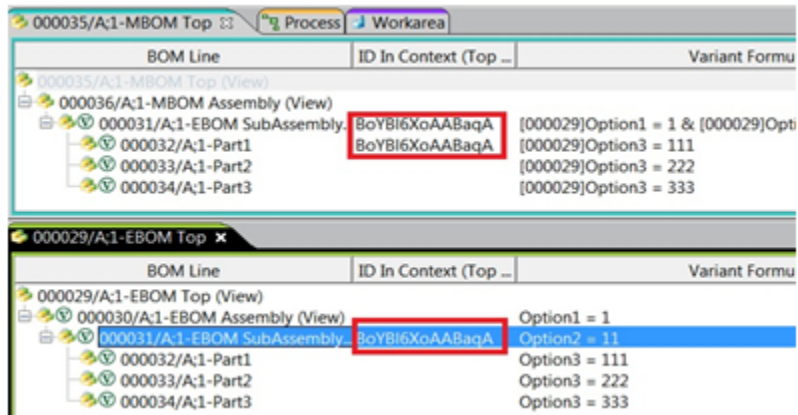 000035/A;1-MBOM Top Process Workarea
BOM Line ID In Context (Top ... Variant Formu
000035/A;1-MBOM Top (View)
000036/A;1-MBOM Assembly (View)
000031/A;1-EBOM SubAssembly. BoYBI6XoAABaqA [000029]Option1 = 1 & [000029]Opti
000032/A;1-Part1 BoYBI6XoAABaqA [000029]Option3 = 111
000033/A;1-Part2 [000029]Option3 = 222
000034/A;1-Part3 [000029]Option3 = 333
000029/A;1-EBOM Top
BOM Line ID In Context (Top ... Variant Formu
000029/A;1-EBOM Top (View)
000030/A;1-EBOM Assembly (View) Option1 = 1
000031/A;1-EBOM SubAssembly... BoYBI6XoAABaqA Option2 = 11
000032/A;1-Part1 Option3 = 111
000033/A;1-Part2 Option3 = 222
000034/A;1-Part3 Option3 = 333